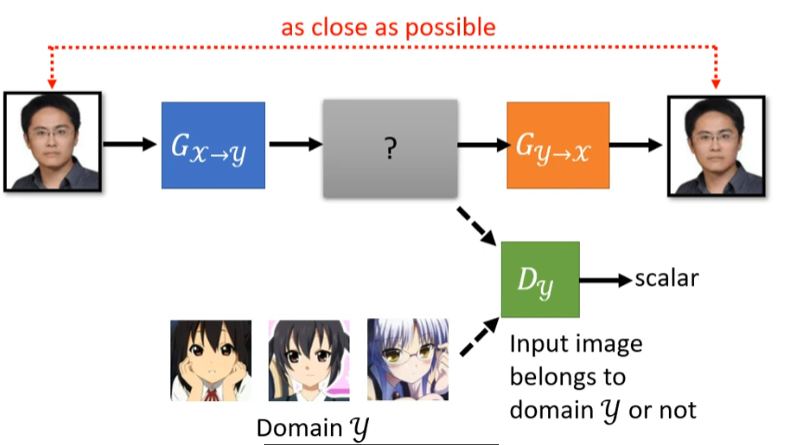 as close as possible
G𝒳→𝒴
?
G𝒴→𝒳
D𝒴
scalar
Input image
belongs to
domain 𝒴 or not
Domain 𝒴